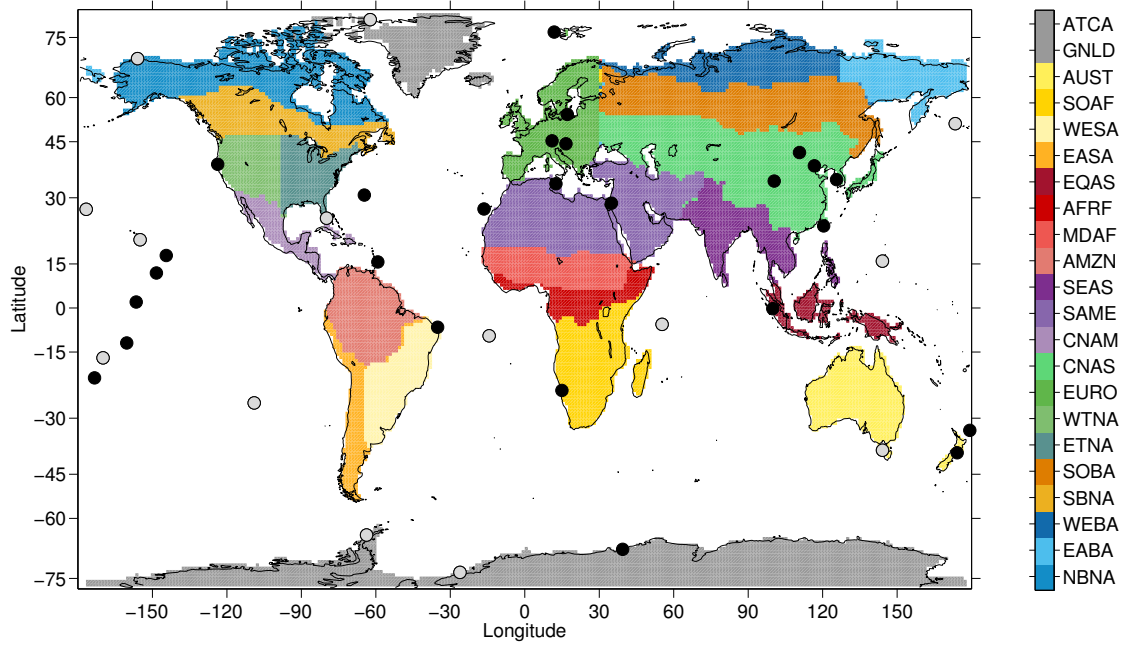 75
60
45
30
15
0
−15
−30
−45
−60
−75
Latitude
−150 −120 −90 −60 −30 0 30 60 90 120 150
Longitude
ATCA
GNLD
AUST
SOAF
WESA
EASA
EQAS
AFRF
MDAF
AMZN
SEAS
SAME
CNAM
CNAS
EURO
WTNA
ETNA
SOBA
SBNA
WEBA
EABA
NBNA